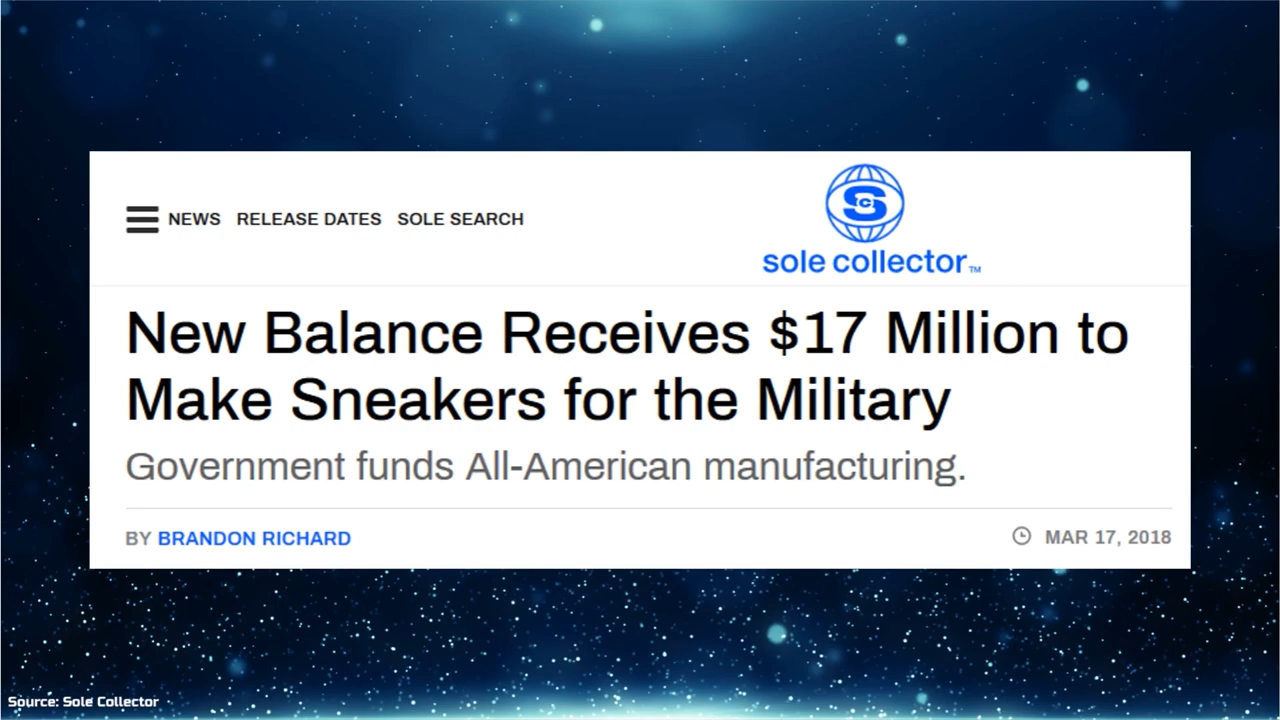 NEWS RELEASE DATES SOLE SEARCH
S
C
sole collector™
New Balance Receives $17 Million to
Make Sneakers for the Military
Government funds All-American manufacturing.
BY BRANDON RICHARD
MAR 17, 2018
Source: Sole Collector